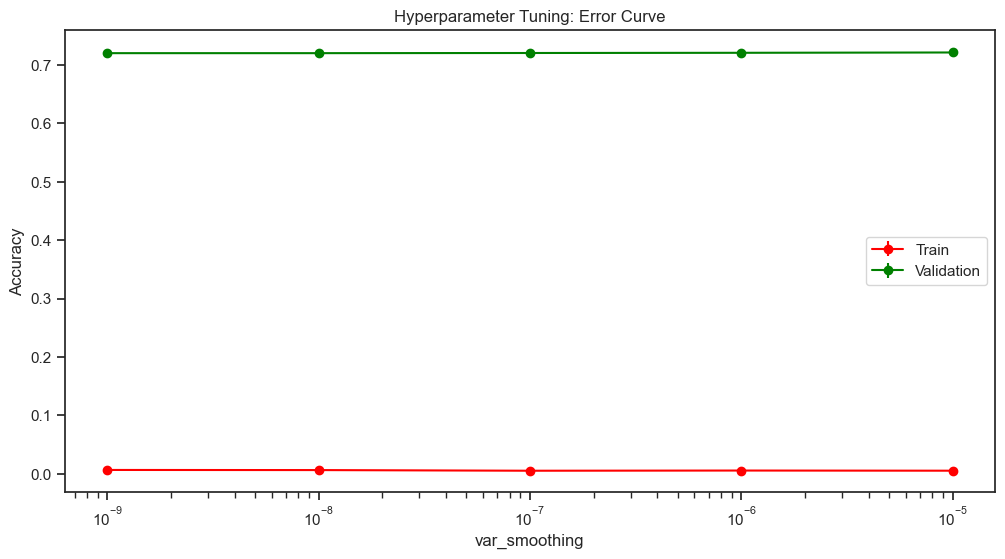 Hyperparameter Tuning: Error Curve
Accuracy
0.7
0.6
0.5
0.4
0.3
0.2
0.1
0.0
Train
Validation
10⁻⁹ 10⁻⁸ 10⁻⁷ 10⁻⁶ 10⁻⁵
var_smoothing